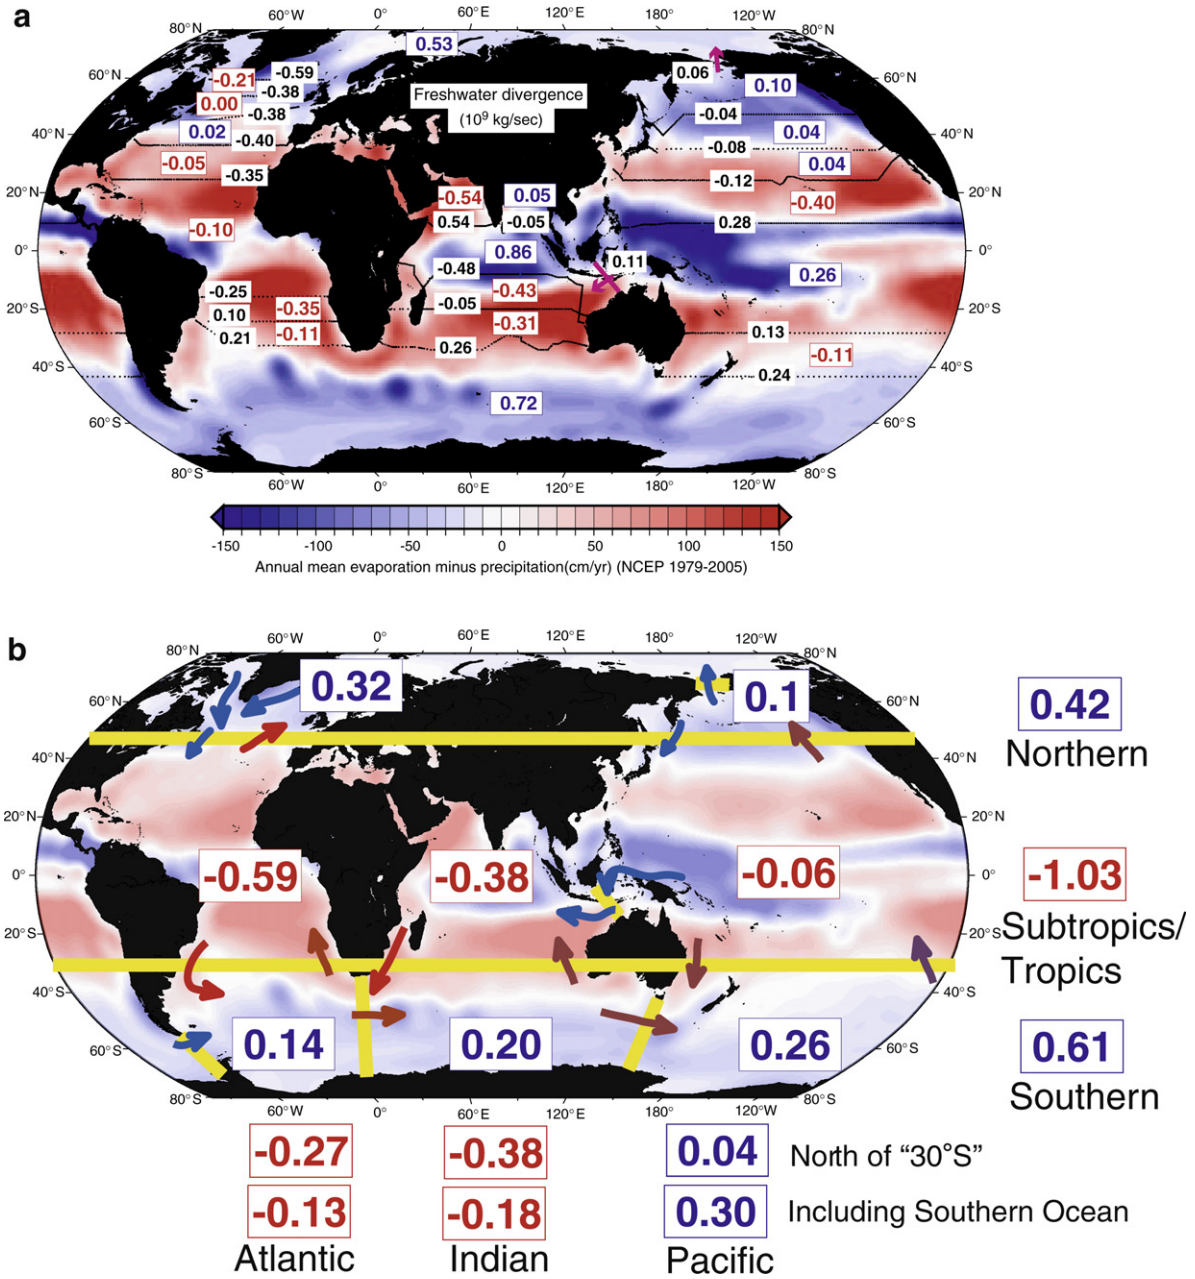 a
60°W 0° 60°E 120°E 180° 120°W
80°N 80°N
0.53
-0.59 0.06
60°N -0.21 60°N
-0.38 0.10
0.00 Freshwater divergence
(10⁹ kg/sec)
-0.38 -0.04
40°N 0.02 0.04 40°N
-0.40 -0.08
-0.05 0.04
-0.35 -0.12
20°N -0.54 0.05 -0.40 20°N
-0.10 0.54 -0.05 0.28
0° 0.86 0°
-0.48 0.11 0.26
-0.25 -0.43
20°S -0.35 -0.05 20°S
0.10 -0.31
0.21 -0.11 0.26 0.13
-0.11
40°S 0.24 40°S
0.72
60°S 60°S
80°S 80°S
60°W 0° 60°E 120°E 180° 120°W
-150 -100 -50 0 50 100 150
Annual mean evaporation minus precipitation(cm/yr) (NCEP 1979-2005)
b
60°W 0° 60°E 120°E 180° 120°W
80°N 80°N
60°N 0.32 0.1 60°N 0.42
40°N 40°N Northern
20°N 20°N
0° -0.59 -0.38 -0.06 0° -1.03
20°S 20°S Subtropics/
Tropics
40°S 40°S
60°S 0.14 0.20 0.26 60°S 0.61
80°S 80°S Southern
60°W 0° 60°E 120°E 180° 120°W
-0.27 -0.38 0.04 North of “30°S”
-0.13 -0.18 0.30 Including Southern Ocean
Atlantic Indian Pacific